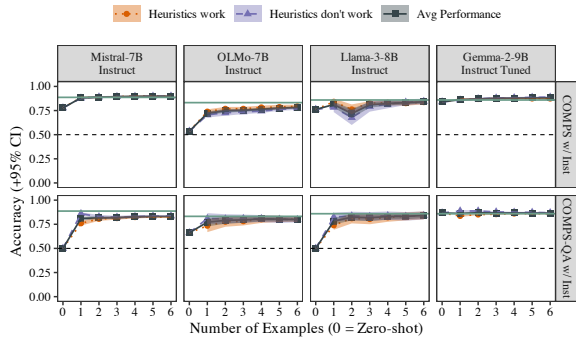 Heuristics work Heuristics don't work Avg Performance
Mistral-7B
Instruct
OLMo-7B
Instruct
Llama-3-8B
Instruct
Gemma-2-9B
Instruct Tuned
Accuracy (+95% CI)
1.00
0.75
0.50
0.25
0.00
COMPS w/ Inst
1.00
0.75
0.50
0.25
0.00
COMPS-QA w/ Inst
0 1 2 3 4 5 6 0 1 2 3 4 5 6 0 1 2 3 4 5 6 0 1 2 3 4 5 6
Number of Examples (0 = Zero-shot)